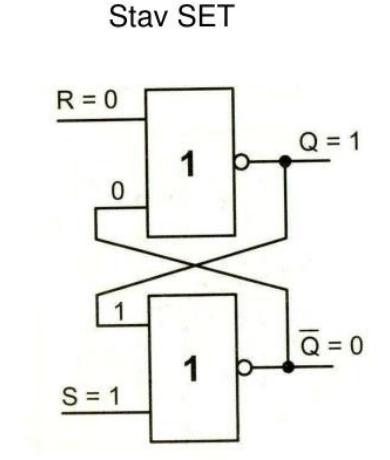 Stav SET
R = 0
Q = 1
1
0
1
Q̅ = 0
1
S = 1